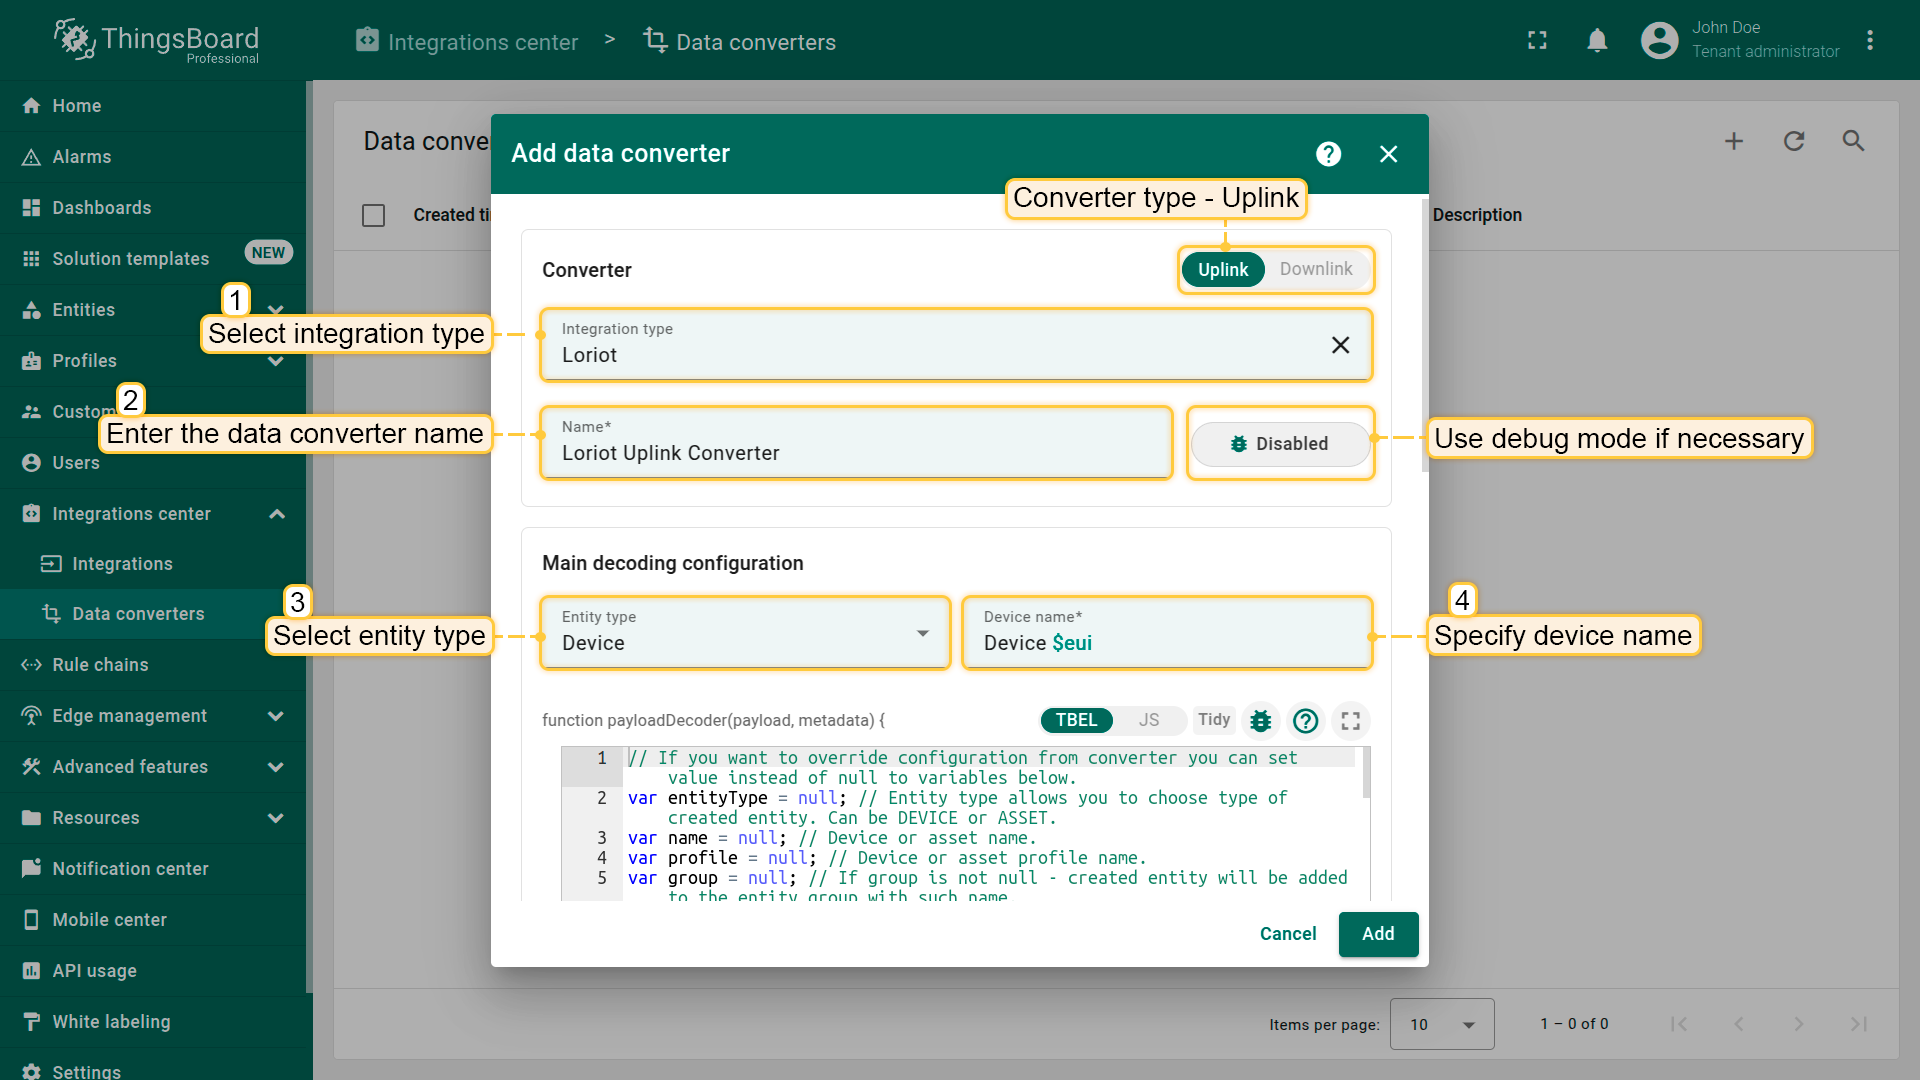 ThingsBoard
Professional
Integrations center > Data converters
John Doe
Tenant administrator
Home
Alarms
Dashboards
Solution templates
NEW
Entities
Profiles
Custom
Users
Integrations center
Integrations
Data converters
Rule chains
Edge management
Advanced features
Resources
Notification center
Mobile center
API usage
White labeling
Settings
Data conve
Created ti
Description
Add data converter
Converter type - Uplink
Converter
Uplink
Downlink
1
Select integration type
Integration type
Loriot
2
Enter the data converter name
Name*
Loriot Uplink Converter
Disabled
Use debug mode if necessary
Main decoding configuration
3
Select entity type
Entity type
Device
Device name*
Device $eui
4
Specify device name
function payloadDecoder(payload, metadata) {
TBEL
JS
Tidy
1 // If you want to override configuration from converter you can set
value instead of null to variables below.
2 var entityType = null; // Entity type allows you to choose type of
created entity. Can be DEVICE or ASSET.
3 var name = null; // Device or asset name.
4 var profile = null; // Device or asset profile name.
5 var group = null; // If group is not null - created entity will be added
to the entity group with such name
Cancel
Add
Items per page:
10
1 – 0 of 0